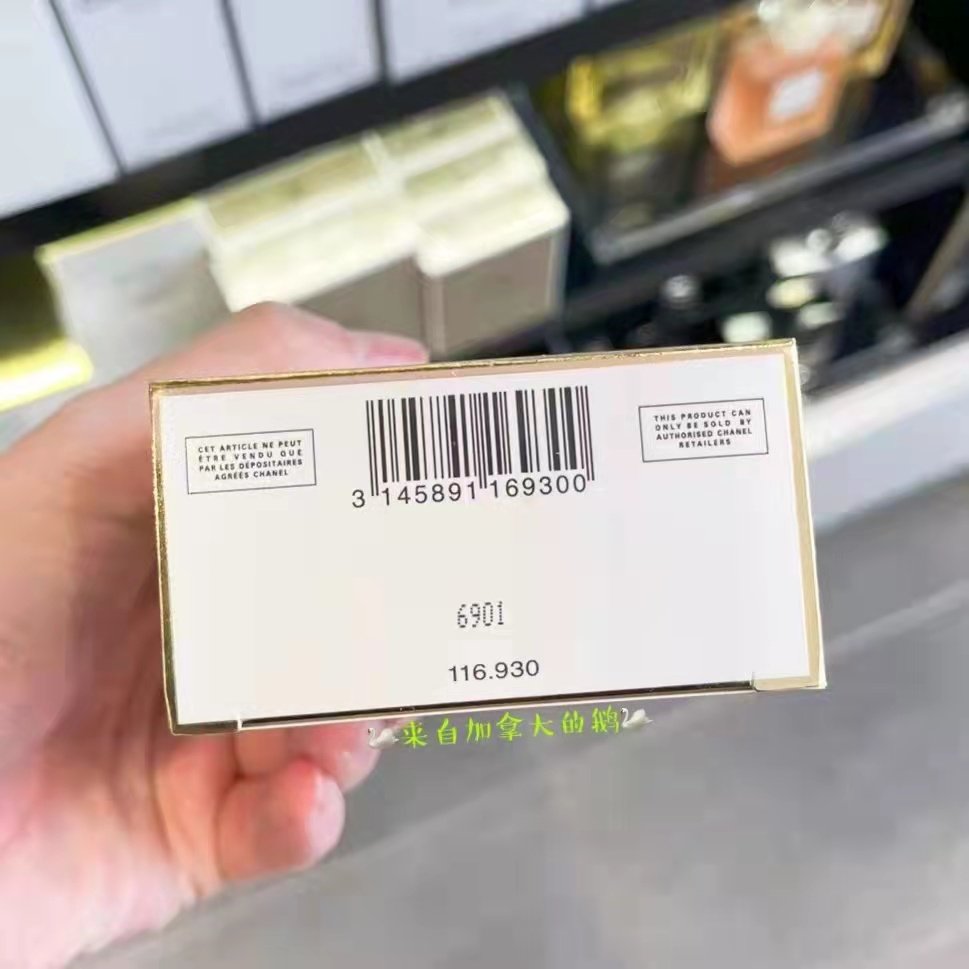 CET ARTICLE NE PEUT
ÊTRE VENDU QUE
PAR LES DÉPOSITAIRES
AGRÉÉS CHANEL
THIS PRODUCT CAN
ONLY BE SOLD BY
AUTHORISED CHANEL
RETAILERS
3 145891 169300
6901
116.930
来自加拿大的鹅